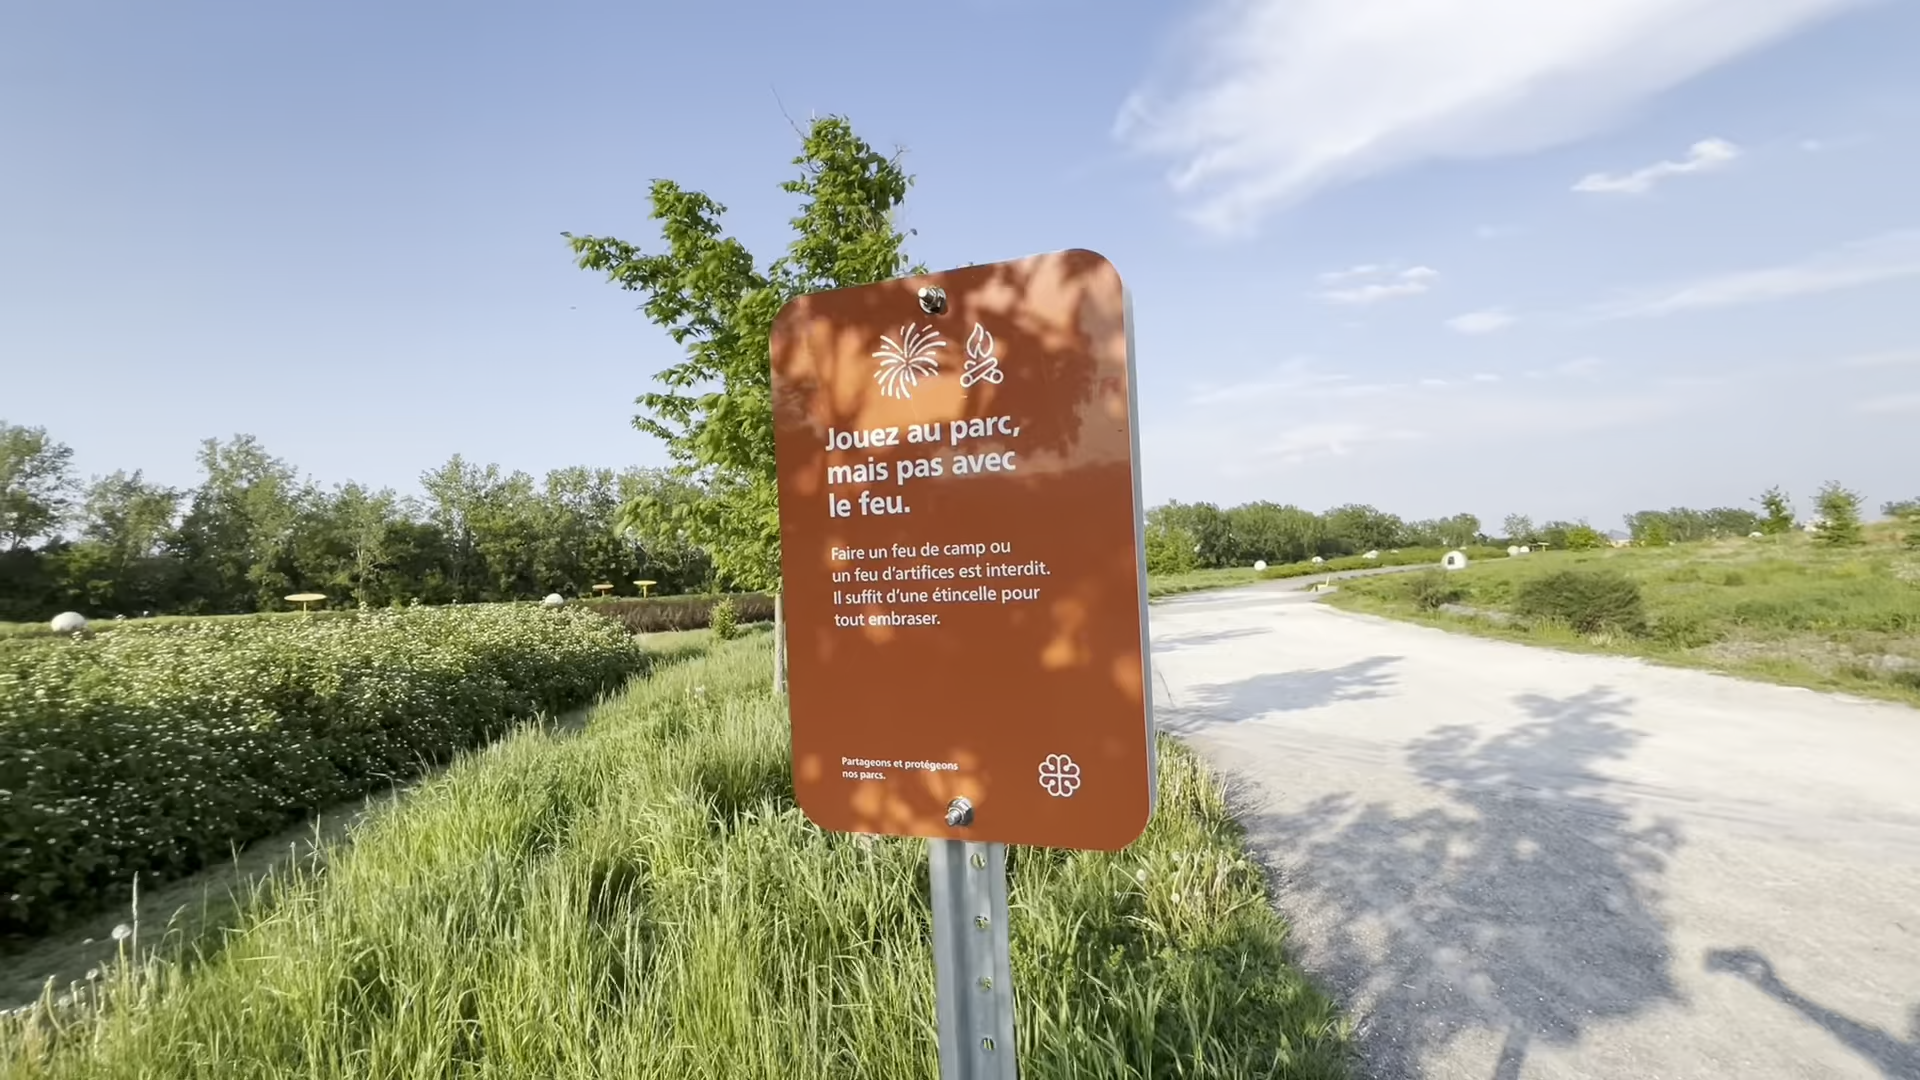 Jouez au parc,
mais pas avec
le feu.
Faire un feu de camp ou
un feu d'artifices est interdit.
Il suffit d'une étincelle pour
tout embraser.
Partageons et protégeons
nos parcs.